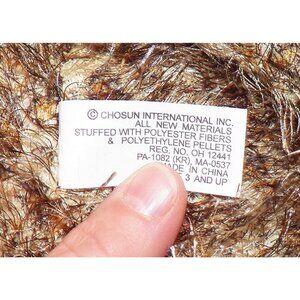 © CHOSUN INTERNATIONAL INC.
ALL NEW MATERIALS
STUFFED WITH POLYESTER FIBERS
& POLYETHYLENE PELLETS
REG. NO. OH 12441
PA-1082 (KR), MA-0537
MADE IN CHINA
3 AND UP